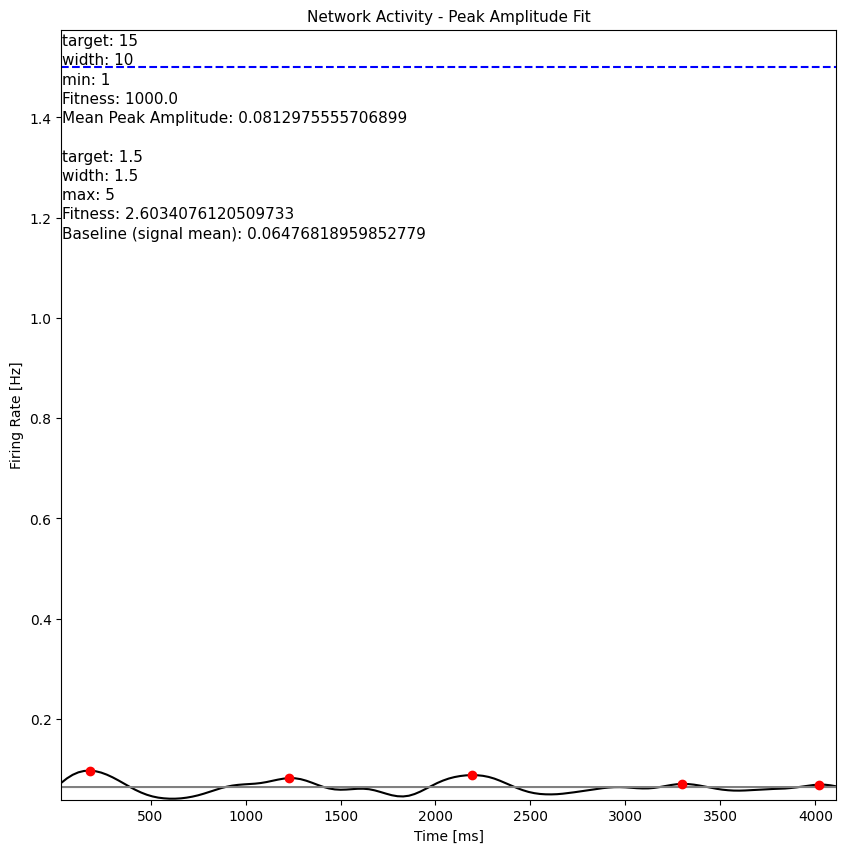 Network Activity - Peak Amplitude Fit
target: 15
width: 10
min: 1
Fitness: 1000.0
Mean Peak Amplitude: 0.0812975555706899
target: 1.5
width: 1.5
max: 5
Fitness: 2.6034076120509733
Baseline (signal mean): 0.06476818959852779
Firing Rate [Hz]
1.4
1.2
1.0
0.8
0.6
0.4
0.2
500 1000 1500 2000 2500 3000 3500 4000
Time [ms]